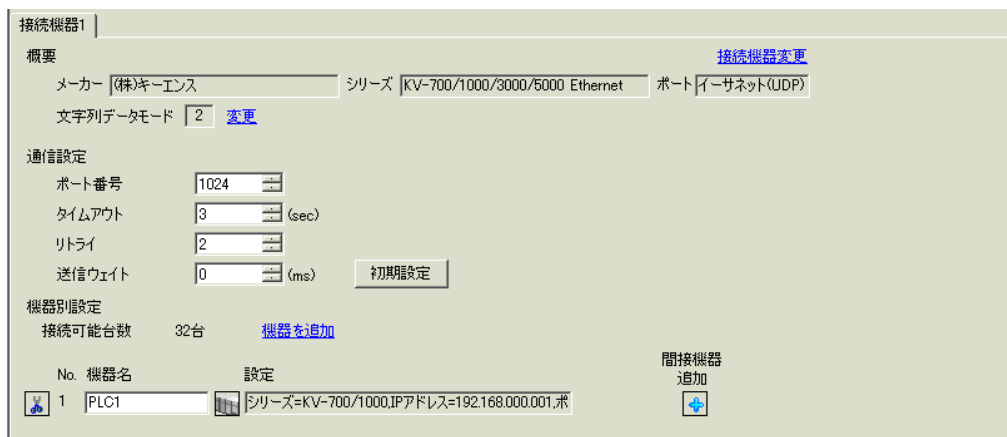 接続機器1
概要 接続機器変更
メーカー (株)キーエンス シリーズ KV-700/1000/3000/5000 Ethernet ポート イーサネット(UDP)
文字列データモード 2 変更
通信設定
ポート番号 1024
タイムアウト 3 (sec)
リトライ 2
送信ウェイト 0 (ms) 初期設定
機器別設定
接続可能台数 32台 機器を追加
間接機器
No. 機器名 設定 追加
1 PLC1 シリーズ=KV-700/1000,IPアドレス=192.168.000.001,ポ